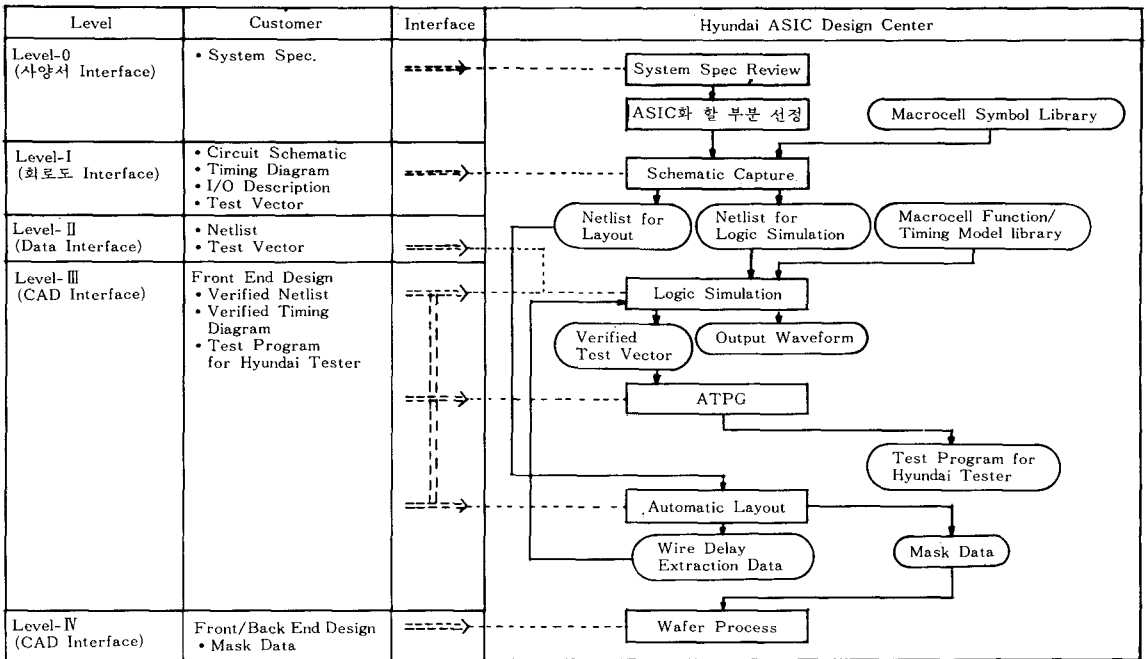 Level
Customer
Interface
Hyundai ASIC Design Center
Level-0
(사양서 Interface)
• System Spec.
System Spec Review
ASIC화 할 부분 선정
Macrocell Symbol Library
Level-I
(회로도 Interface)
• Circuit Schematic
• Timing Diagram
• I/O Description
• Test Vector
Schematic Capture
Netlist for
Layout
Netlist for
Logic Simulation
Macrocell Function/
Timing Model library
Level-Ⅱ
(Data Interface)
• Netlist
• Test Vector
Level-Ⅲ
(CAD Interface)
Front End Design
• Verified Netlist
• Verified Timing
Diagram
• Test Program
for Hyundai Tester
Logic Simulation
Verified
Test Vector
Output Waveform
ATPG
Test Program for
Hyundai Tester
Automatic Layout
Wire Delay
Extraction Data
Mask Data
Level-Ⅳ
(CAD Interface)
Front/Back End Design
• Mask Data
Wafer Process